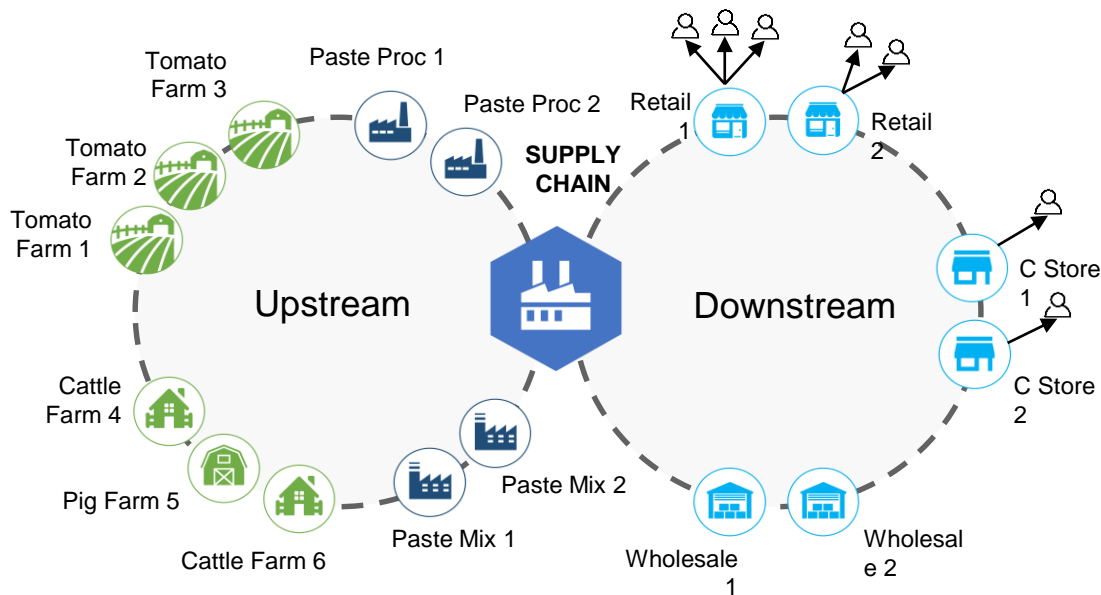 Tomato
Farm 3
Paste Proc 1
Paste Proc 2
Retail
1
Retail
2
Tomato
Farm 2
SUPPLY
CHAIN
Tomato
Farm 1
C Store
1
Upstream
Downstream
Cattle
Farm 4
C Store
2
Pig Farm 5
Paste Mix 2
Cattle Farm 6
Paste Mix 1
Wholesale
1
Wholesal
e 2